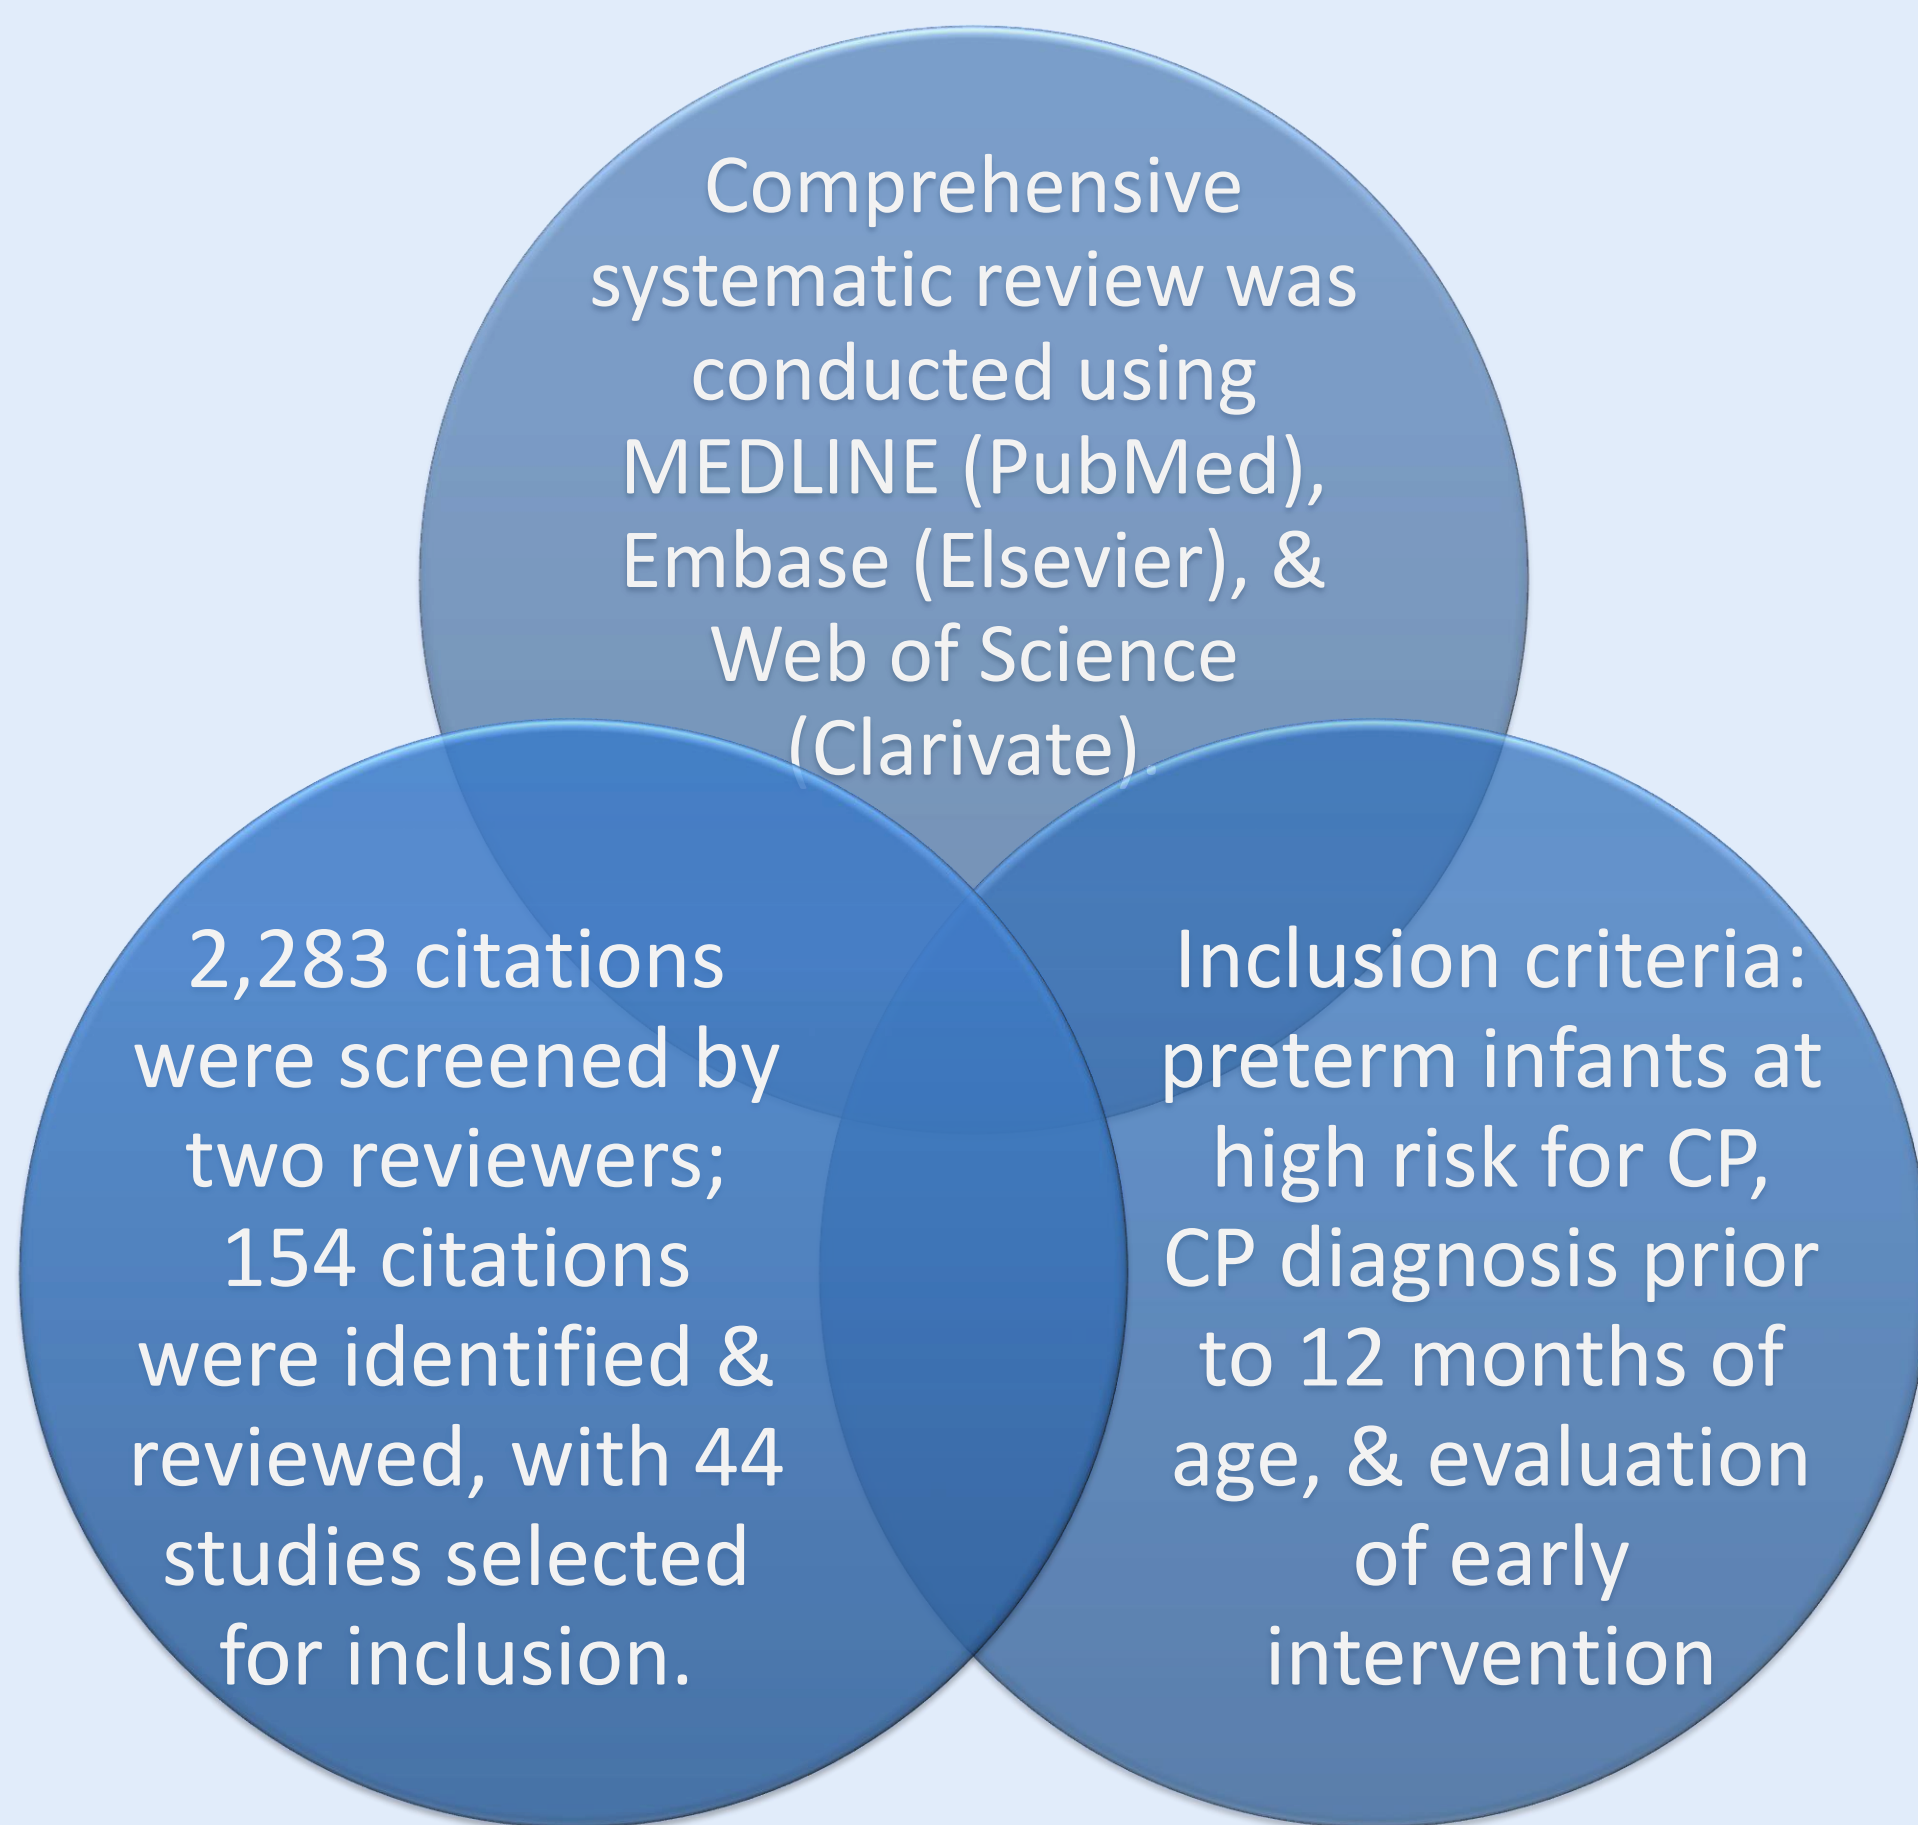 Comprehensive
systematic review was
conducted using
MEDLINE (PubMed),
Embase (Elsevier), &
Web of Science
(Clarivate).
2,283 citations
were screened by
two reviewers;
154 citations
were identified &
reviewed, with 44
studies selected
for inclusion.
Inclusion criteria:
preterm infants at
high risk for CP,
CP diagnosis prior
to 12 months of
age, & evaluation
of early
intervention